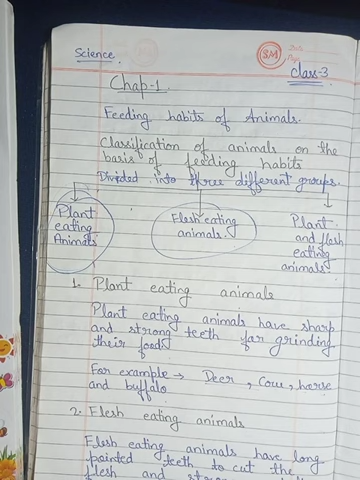 Science.
SM
class-3
Chap-1.
Feeding habits of Animals.
Classification of animals on the
basis of feeding habits
Divided into three different groups.
Plant
eating
Animals
Flesh eating
animals.
Plant
and flesh
eating
animals
1. Plant eating animals
Plant eating animals have sharp
and strong teeth for grinding
their foods
For example → Deer, Cow, horse
and buffalo
2. Flesh eating animals
Flesh eating animals have long
pointed teeth to cut the
flesh and